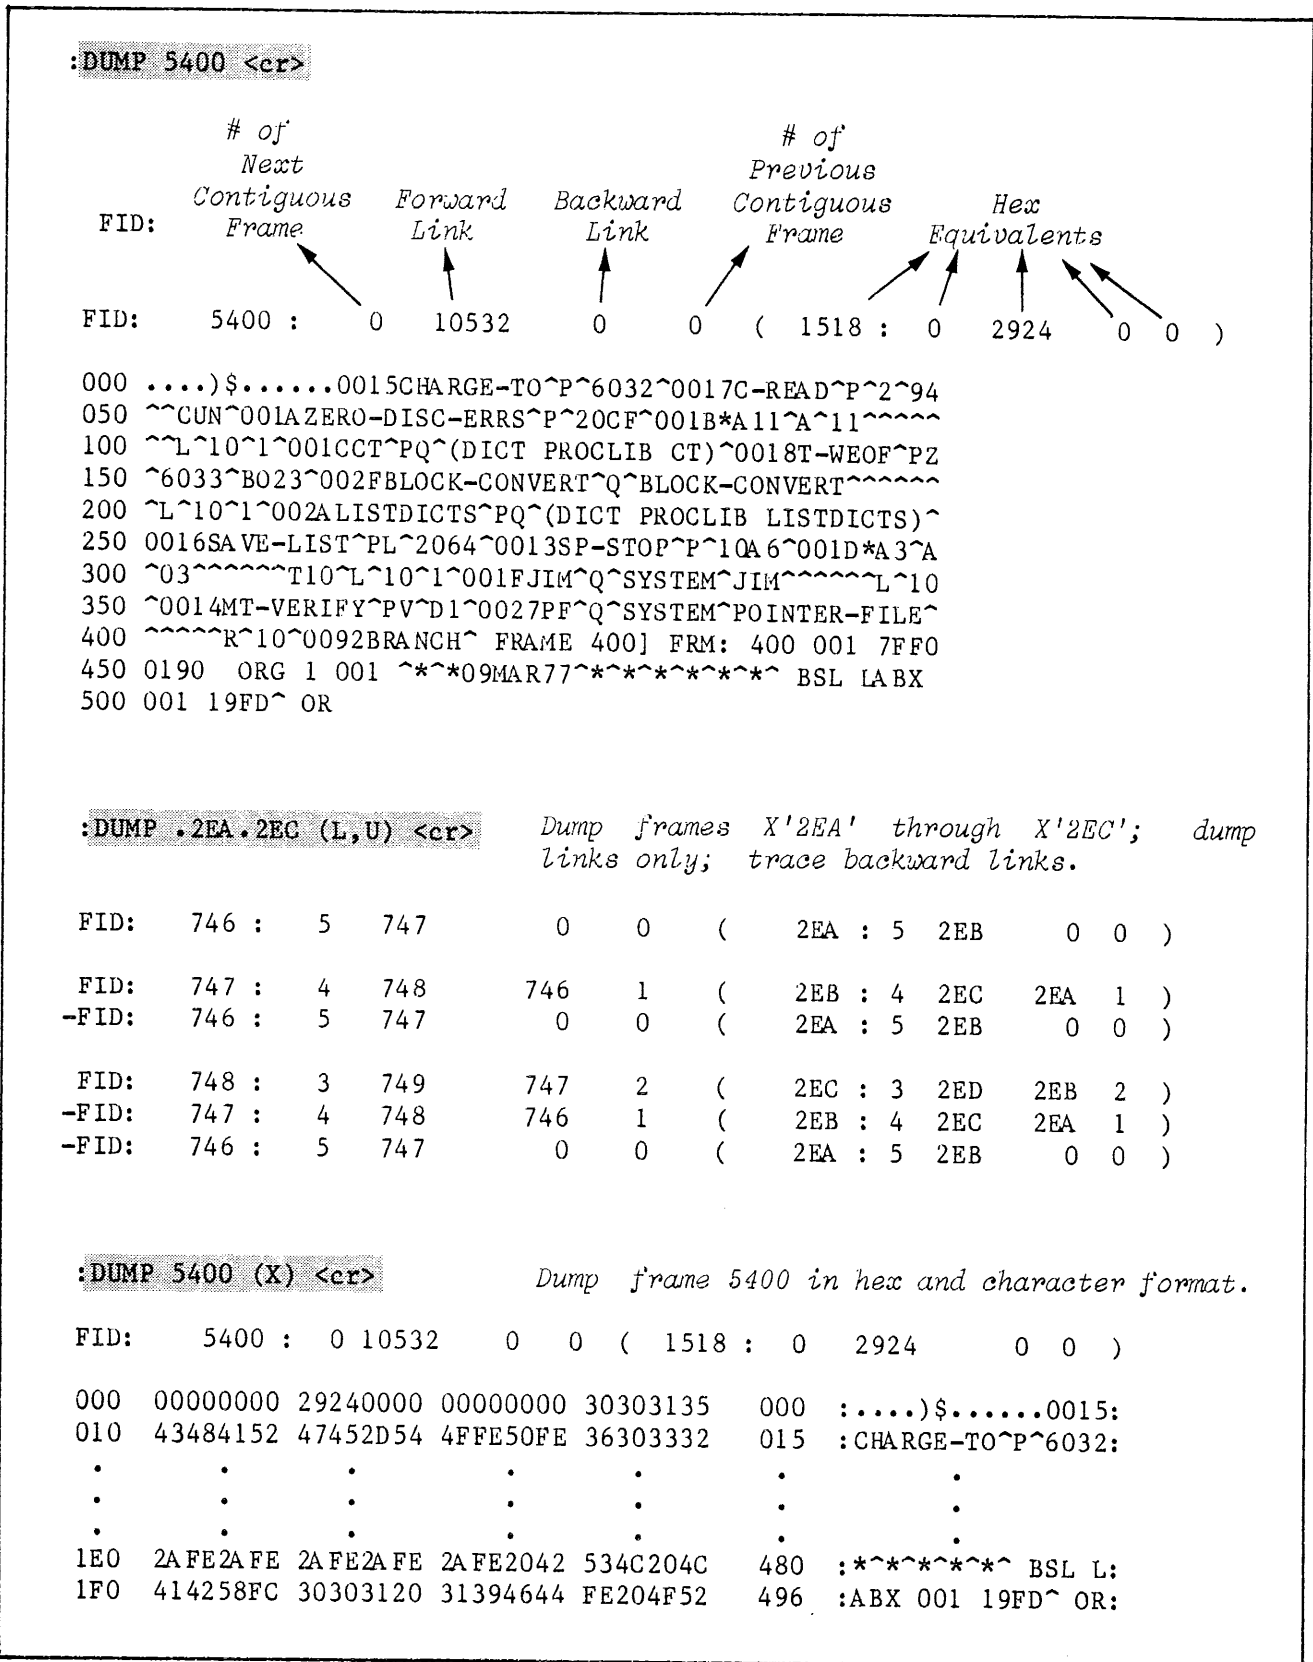 :DUMP 5400 <cr>
# of # of
Next Previous
Contiguous Forward Backward Contiguous Hex
FID: Frame Link Link Frame Equivalents
FID: 5400 : 0 10532 0 0 ( 1518 : 0 2924 0 0 )
000 ....)$......0015CHARGE-TO^P^6032^0017C-READ^P^2^94
050 ^^CUN^001AZERO-DISC-ERRS^P^20CF^001B*A11^A^11^^^^^
100 ^^L^10^1^001CCT^PQ^(DICT PROCLIB CT)^0018T-WEOF^PZ
150 ^6033^B023^002FBLOCK-CONVERT^Q^BLOCK-CONVERT^^^^^^
200 ^L^10^1^002ALISTDICTS^PQ^(DICT PROCLIB LISTDICTS)^
250 0016SAVE-LIST^PL^2064^0013SP-STOP^P^10A6^001D*A3^A
300 ^03^^^^^^T10^L^10^1^001FJIM^Q^SYSTEM^JIM^^^^^^L^10
350 ^0014MT-VERIFY^PV^D1^0027PF^Q^SYSTEM^POINTER-FILE^
400 ^^^^^R^10^0092BRANCH^ FRAME 400] FRM: 400 001 7FF0
450 0190 ORG 1 001 ^*^*09MAR77^*^*^*^*^*^*^ BSL LABX
500 001 19FD^ OR
:DUMP .2EA.2EC (L,U) <cr> Dump frames X'2EA' through X'2EC'; dump
links only; trace backward links.
FID: 746 : 5 747 0 0 ( 2EA : 5 2EB 0 0 )
FID: 747 : 4 748 746 1 ( 2EB : 4 2EC 2EA 1 )
-FID: 746 : 5 747 0 0 ( 2EA : 5 2EB 0 0 )
FID: 748 : 3 749 747 2 ( 2EC : 3 2ED 2EB 2 )
-FID: 747 : 4 748 746 1 ( 2EB : 4 2EC 2EA 1 )
-FID: 746 : 5 747 0 0 ( 2EA : 5 2EB 0 0 )
:DUMP 5400 (X) <cr> Dump frame 5400 in hex and character format.
FID: 5400 : 0 10532 0 0 ( 1518 : 0 2924 0 0 )
000 00000000 29240000 00000000 30303135 000 :....)$......0015:
010 43484152 47452D54 4FFE50FE 36303332 015 :CHARGE-TO^P^6032:
. . . . . . .
. . . . . . .
. . . . . . .
1E0 2AFE2AFE 2AFE2AFE 2AFE2042 534C204C 480 :*^*^*^*^*^ BSL L:
1F0 414258FC 30303120 31394644 FE204F52 496 :ABX 001 19FD^ OR: